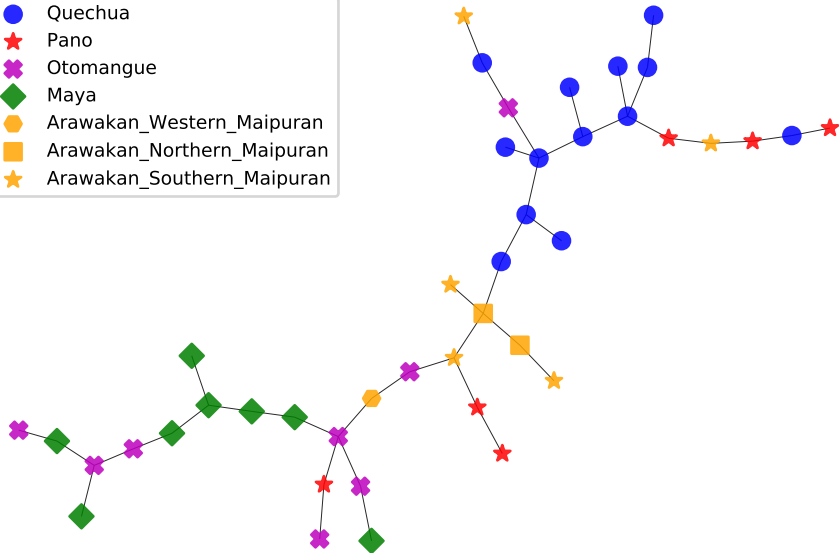 Quechua
Pano
Otomangue
Maya
Arawakan_Western_Maipuran
Arawakan_Northern_Maipuran
Arawakan_Southern_Maipuran